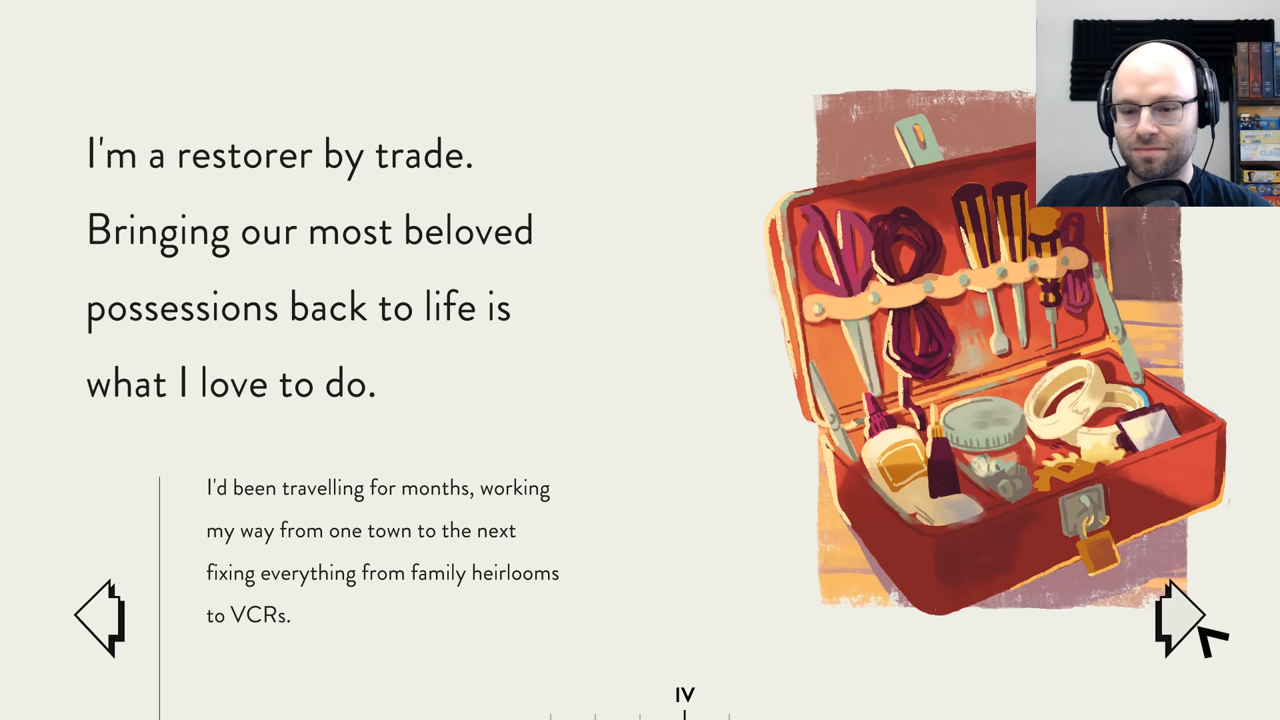 I'm a restorer by trade.
Bringing our most beloved
possessions back to life is
what I love to do.
I'd been travelling for months, working
my way from one town to the next
fixing everything from family heirlooms
to VCRs.
IV